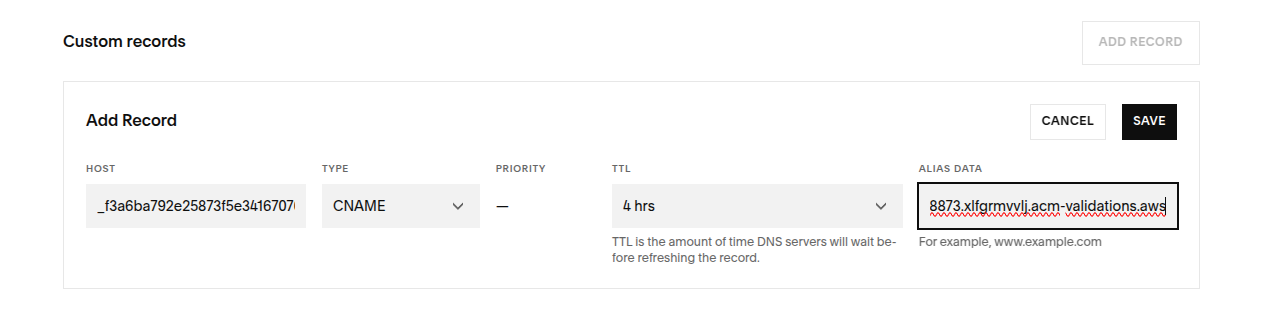 Custom records
ADD RECORD
Add Record
CANCEL
SAVE
HOST
TYPE
PRIORITY
TTL
ALIAS DATA
_f3a6ba792e25873f5e3416707(
CNAME
—
4 hrs
8873.xlfgrmvvlj.acm-validations.aws
TTL is the amount of time DNS servers will wait be-
fore refreshing the record.
For example, www.example.com